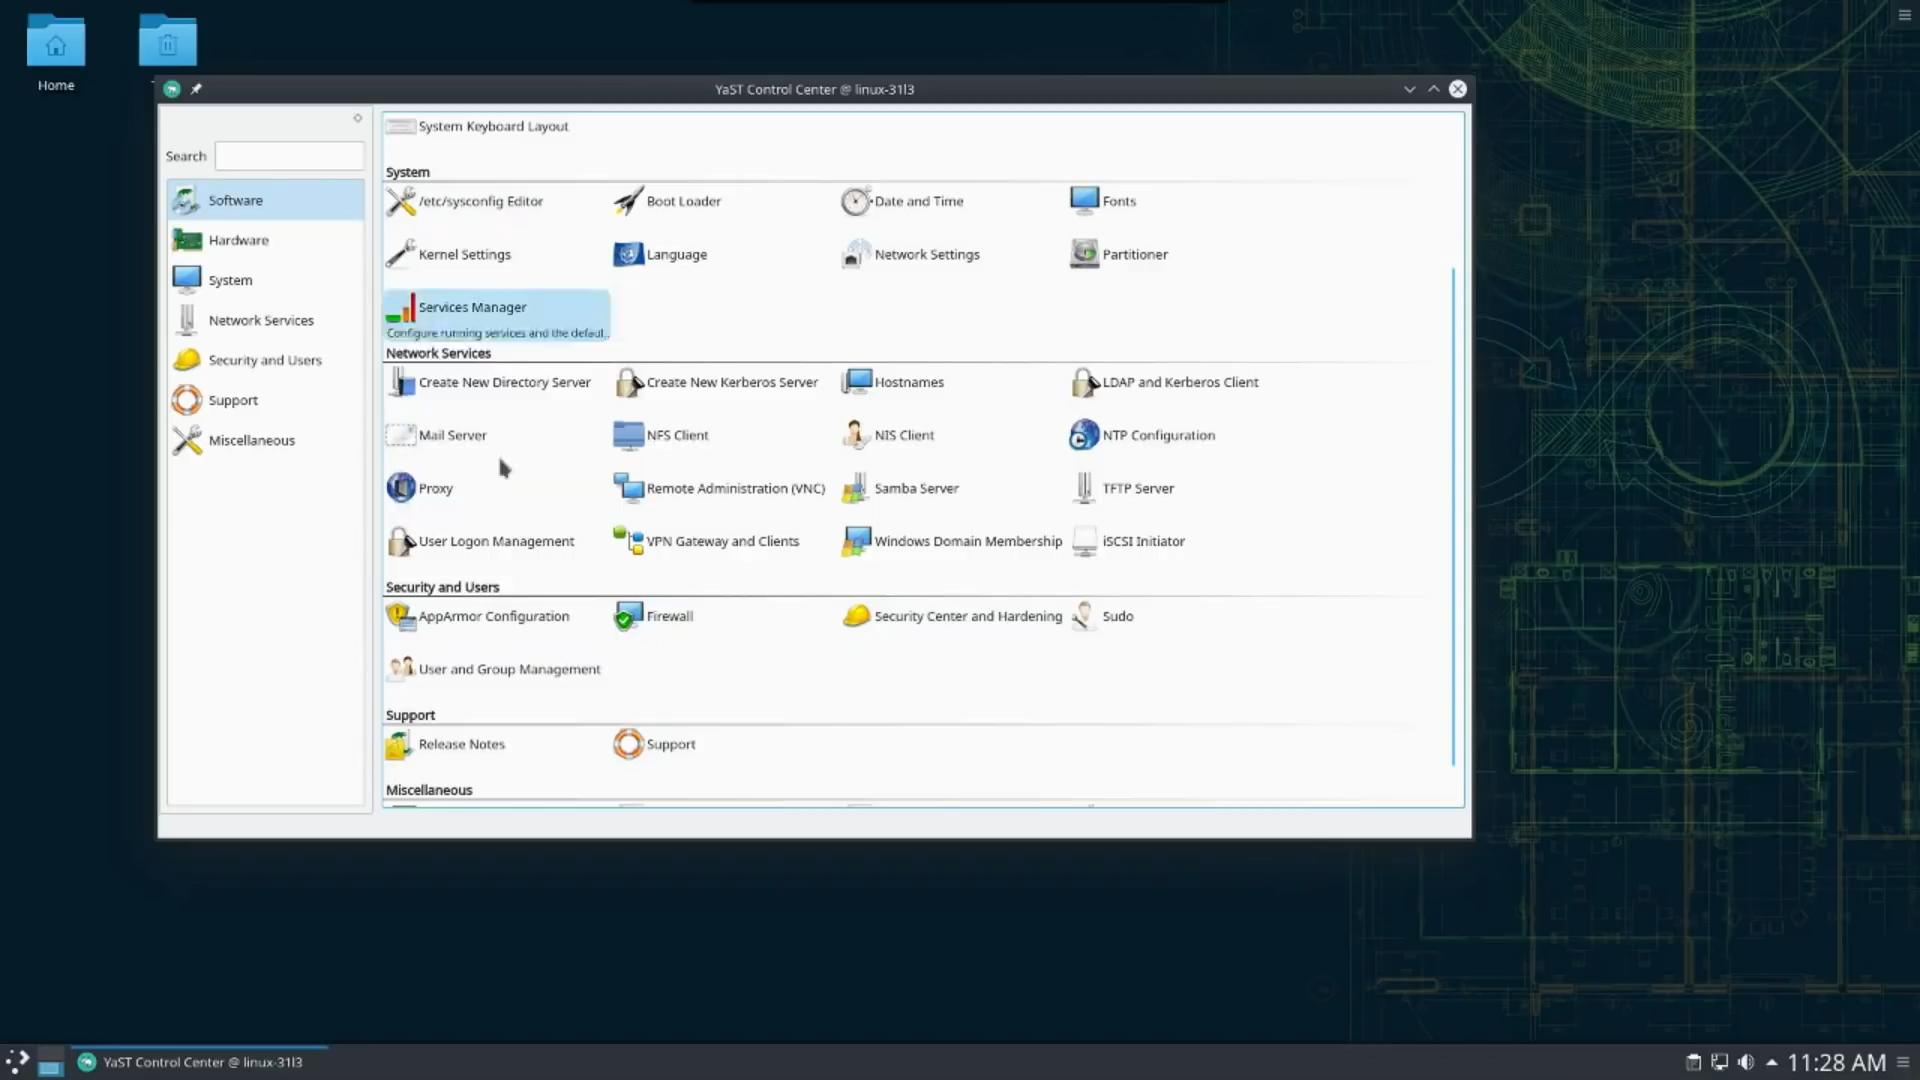 Home
YaST Control Center @ linux-31l3
Search
Software
Hardware
System
Network Services
Security and Users
Support
Miscellaneous
System Keyboard Layout
System
/etc/sysconfig Editor
Boot Loader
Date and Time
Fonts
Kernel Settings
Language
Network Settings
Partitioner
Services Manager
Configure running services and the defaul..
Network Services
Create New Directory Server
Create New Kerberos Server
Hostnames
LDAP and Kerberos Client
Mail Server
NFS Client
NIS Client
NTP Configuration
Proxy
Remote Administration (VNC)
Samba Server
TFTP Server
User Logon Management
VPN Gateway and Clients
Windows Domain Membership
iSCSI Initiator
Security and Users
AppArmor Configuration
Firewall
Security Center and Hardening
Sudo
User and Group Management
Support
Release Notes
Support
Miscellaneous
YaST Control Center @ linux-31l3
11:28 AM